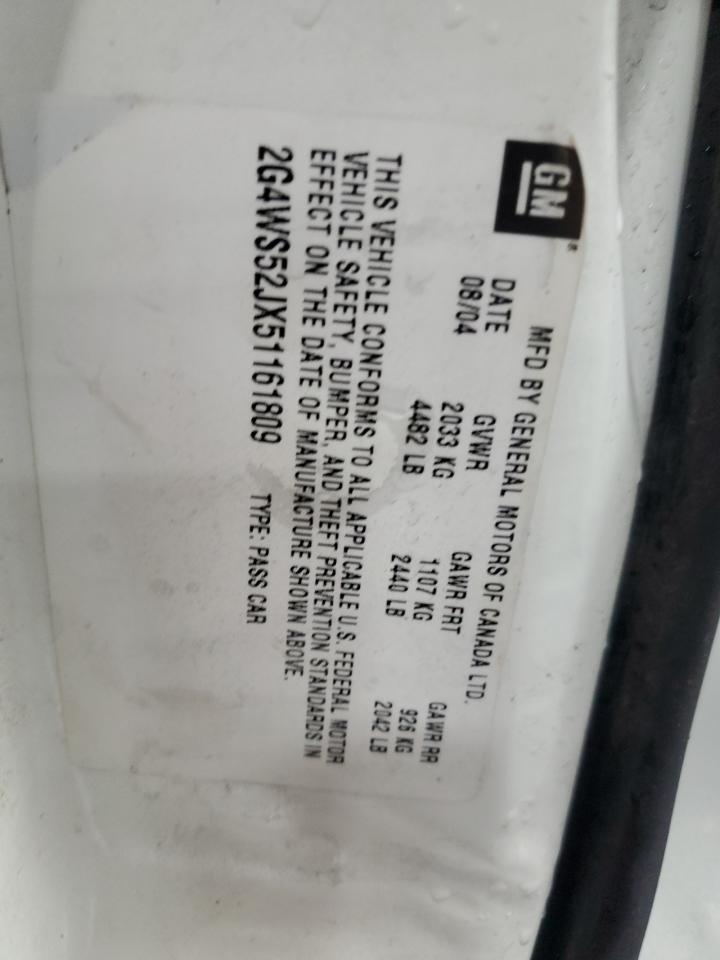 GM®
MFD BY GENERAL MOTORS OF CANADA LTD.
DATE GVWR GAWR FRT GAWR RR
08/04 2033 KG 1107 KG 926 KG
4482 LB 2440 LB 2042 LB
THIS VEHICLE CONFORMS TO ALL APPLICABLE U.S. FEDERAL MOTOR
VEHICLE SAFETY, BUMPER, AND THEFT PREVENTION STANDARDS IN
EFFECT ON THE DATE OF MANUFACTURE SHOWN ABOVE.
2G4WS52JX51161809 TYPE: PASS CAR